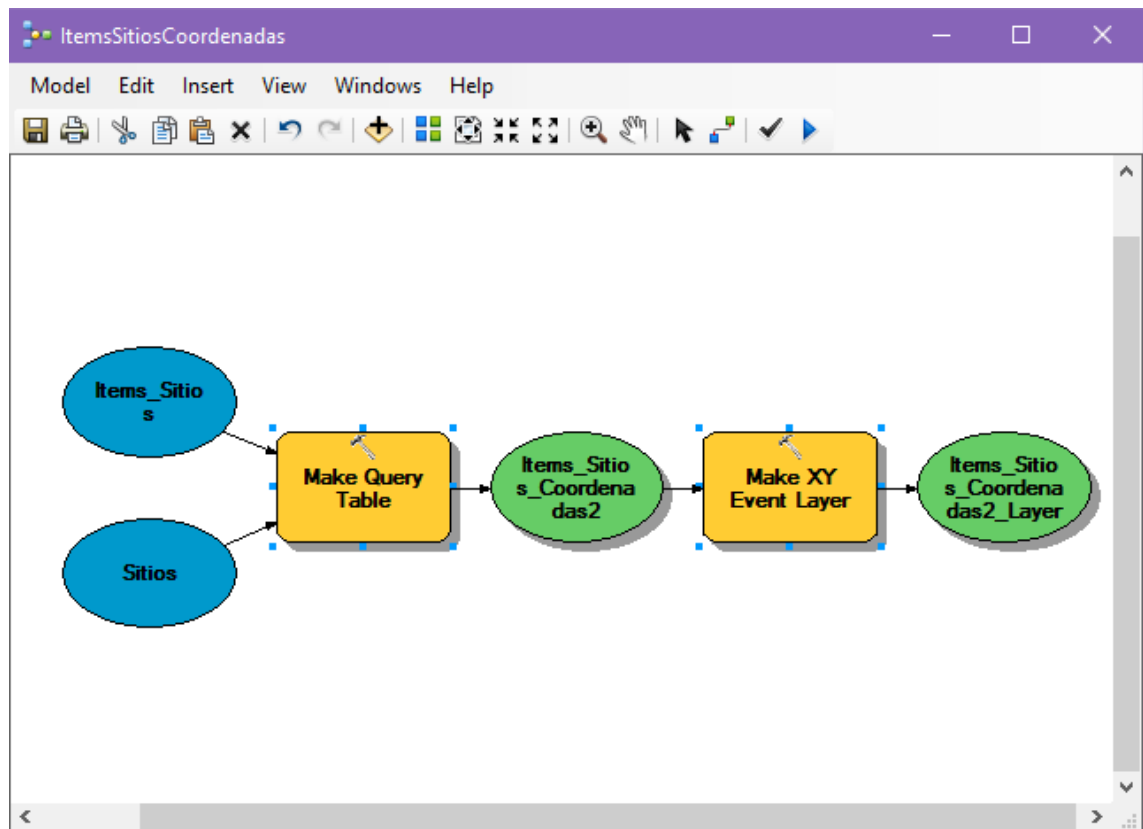 ItemsSitiosCoordenadas
Model Edit Insert View Windows Help
Items_Sitio
s
Sitios
Make Query
Table
Items_Sitio
s_Coordena
das2
Make XY
Event Layer
Items_Sitio
s_Coordena
das2_Layer